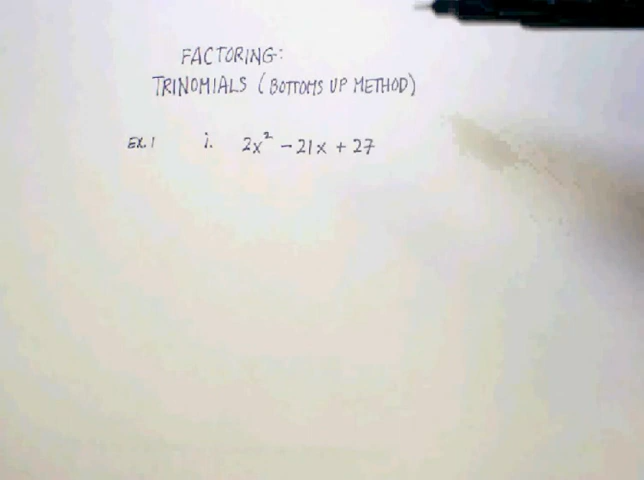 FACTORING:
TRINOMIALS (BOTTOMS UP METHOD)
EX. 1 i. 2x² - 21x + 27